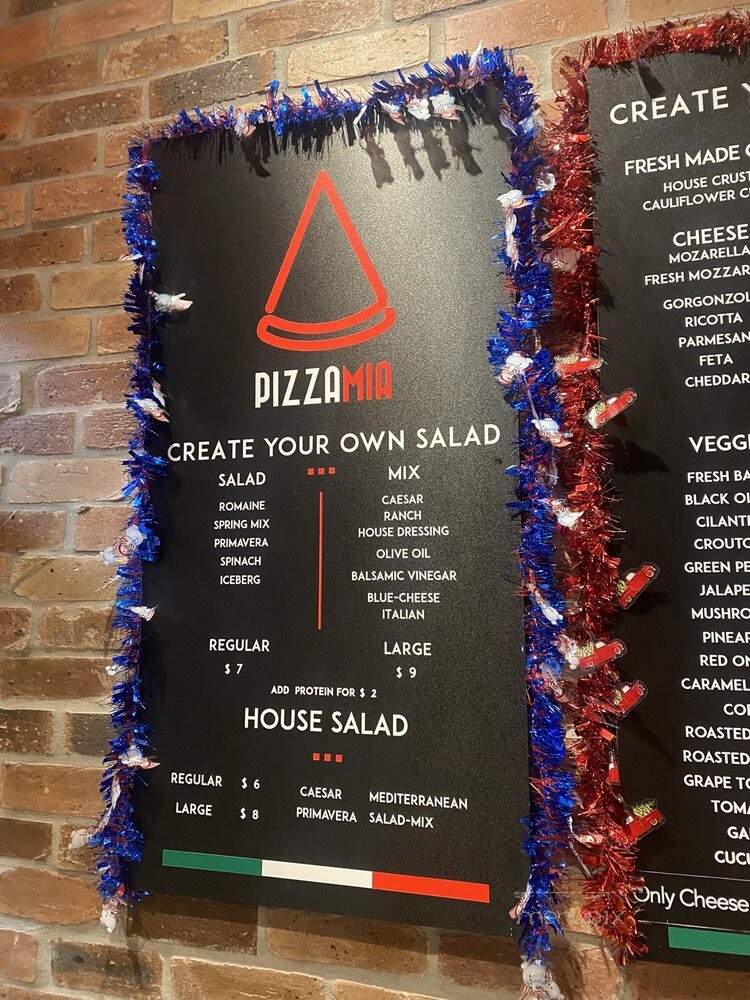 PIZZAMIA
CREATE YOUR OWN SALAD
SALAD
ROMAINE
SPRING MIX
PRIMAVERA
SPINACH
ICEBERG
MIX
CAESAR
RANCH
HOUSE DRESSING
OLIVE OIL
BALSAMIC VINEGAR
BLUE-CHEESE
ITALIAN
REGULAR
$ 7
LARGE
$ 9
ADD PROTEIN FOR $ 2
HOUSE SALAD
REGULAR $ 6
LARGE $ 8
CAESAR MEDITERRANEAN
PRIMAVERA SALAD-MIX
CREATE
FRESH MADE
HOUSE CRUST
CAULIFLOWER
CHEESE
MOZARELLA
FRESH MOZZAR
GORGONZOL
RICOTTA
PARMESAN
FETA
CHEDDAR
VEGGI
FRESH BA
BLACK OL
CILANT
CROUTO
GREEN PE
JALAPE
MUSHRO
PINEAP
RED ON
CARAMEL
ROASTED
ROASTED
GRAPE TO
TOMA
GA
CUCU
Only Cheese